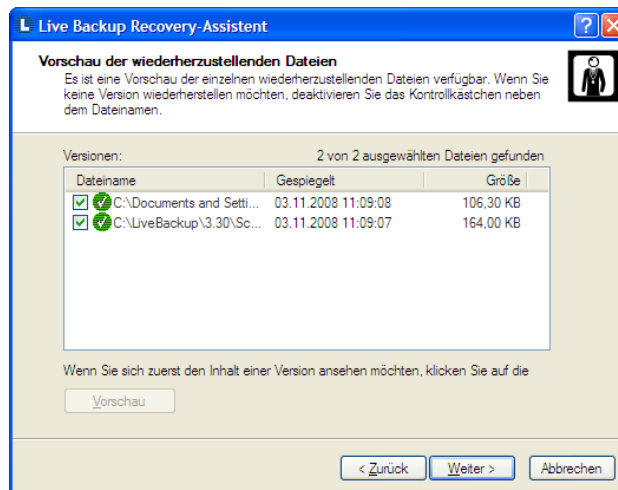 L Live Backup Recovery-Assistent
Vorschau der wiederherzustellenden Dateien
Es ist eine Vorschau der einzelnen wiederherzustellenden Dateien verfügbar. Wenn Sie
keine Version wiederherstellen möchten, deaktivieren Sie das Kontrollkästchen neben
dem Dateinamen.
Versionen: 2 von 2 ausgewählten Dateien gefunden
Dateiname Gespiegelt Größe
C:\Documents and Setti... 03.11.2008 11:09:08 106,30 KB
C:\LiveBackup\3.30\Sc... 03.11.2008 11:09:07 164,00 KB
Wenn Sie sich zuerst den Inhalt einer Version ansehen möchten, klicken Sie auf die
Vorschau
< Zurück Weiter > Abbrechen